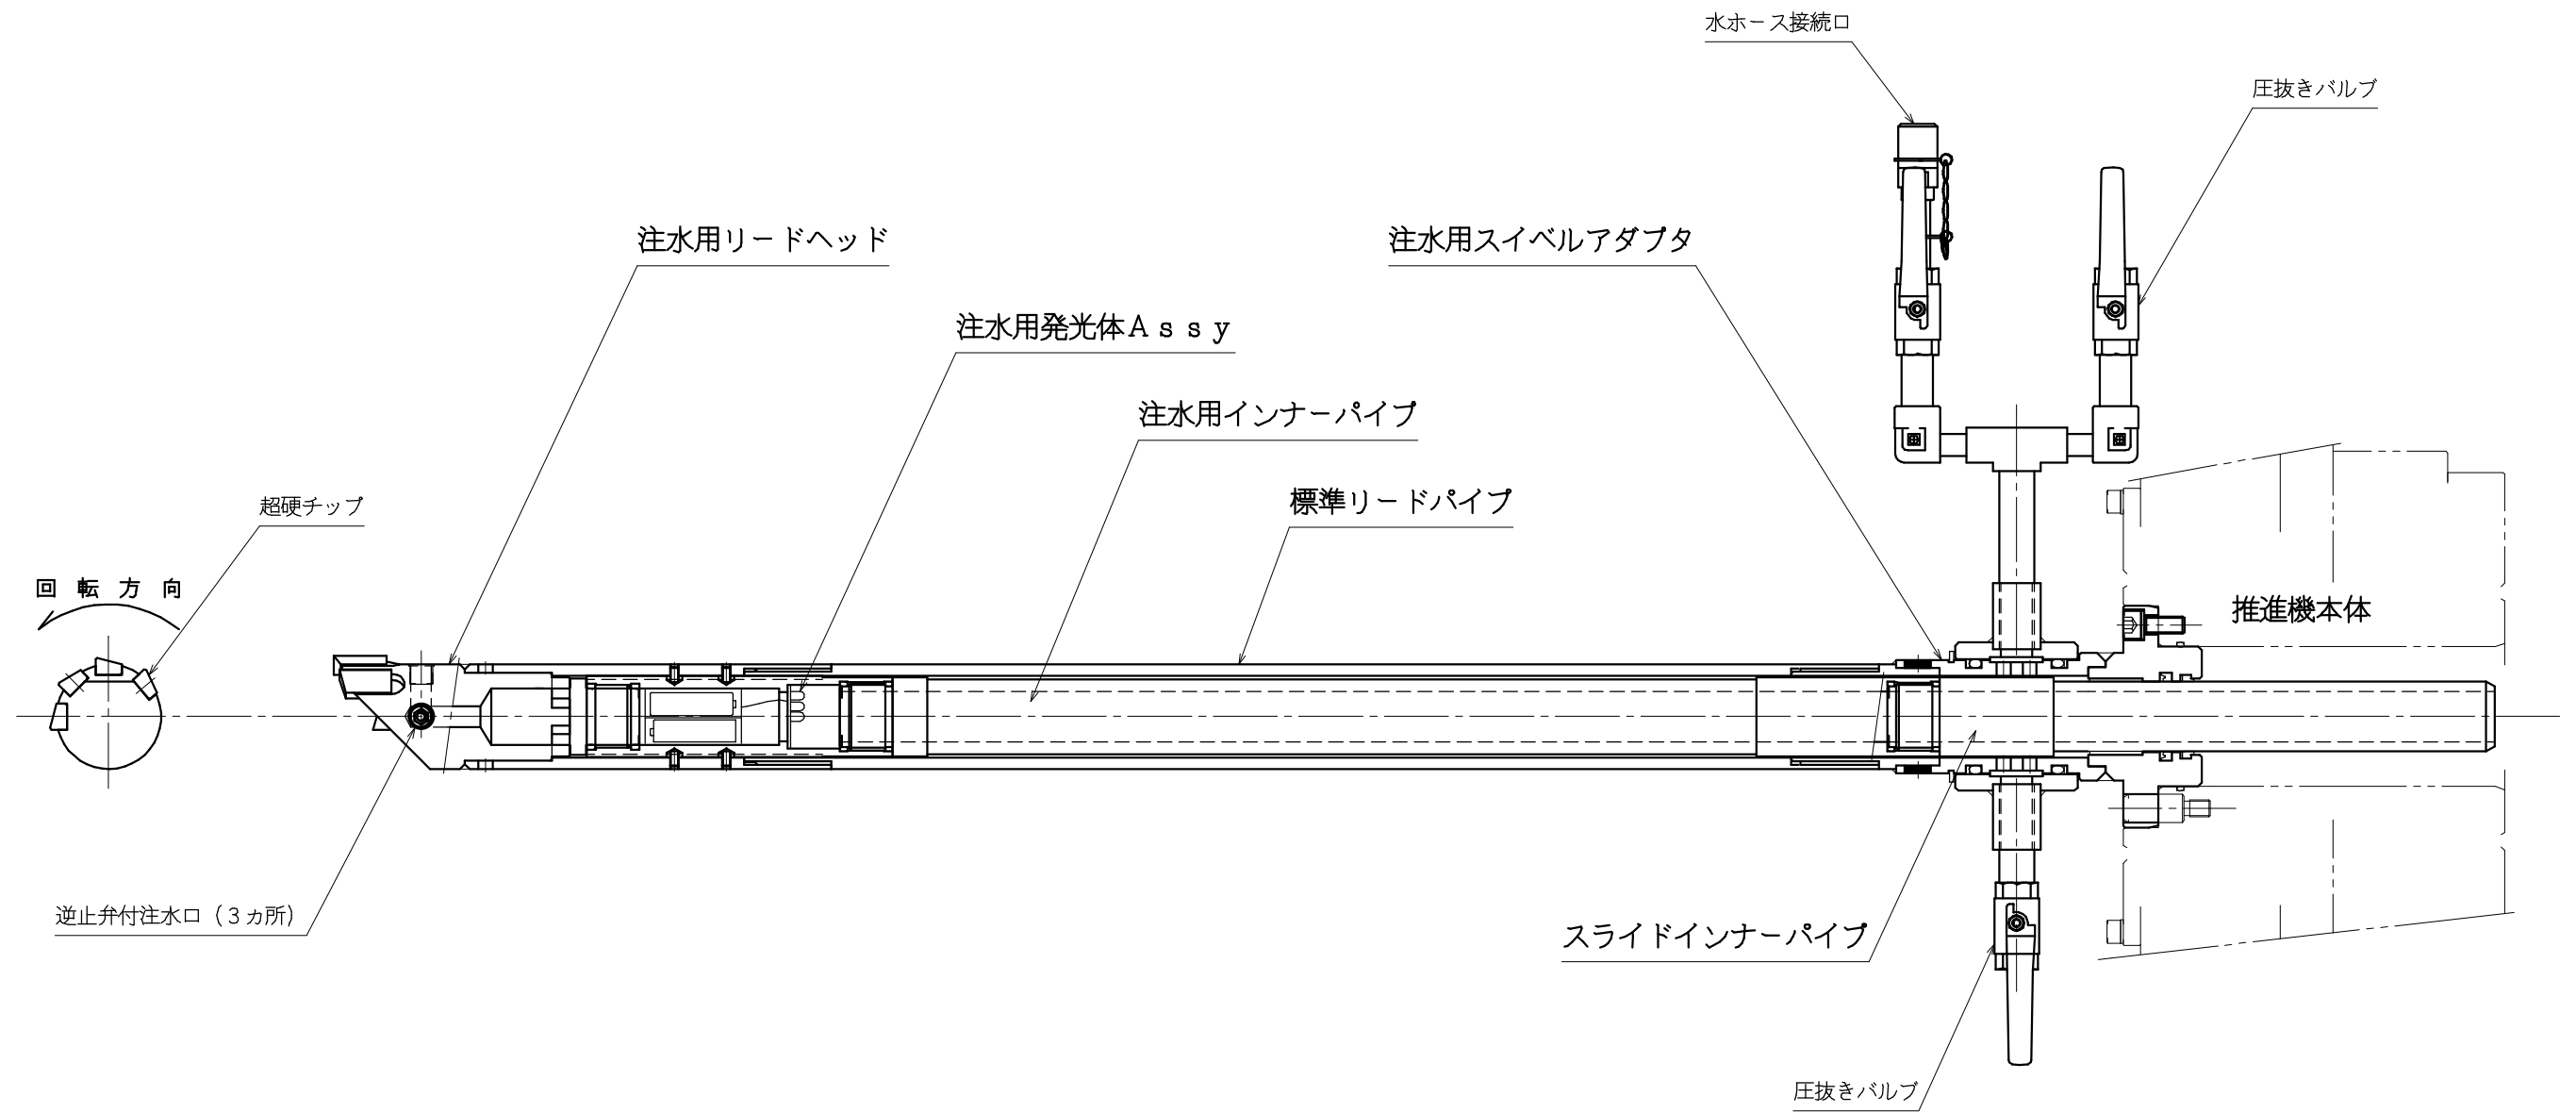 水ホース接続口
圧抜きバルブ
注水用リードヘッド
注水用スイベルアダプタ
注水用発光体Ａｓｓｙ
注水用インナーパイプ
標準リードパイプ
超硬チップ
回転方向
推進機本体
逆止弁付注水口（３ヵ所）
スライドインナーパイプ
圧抜きバルブ